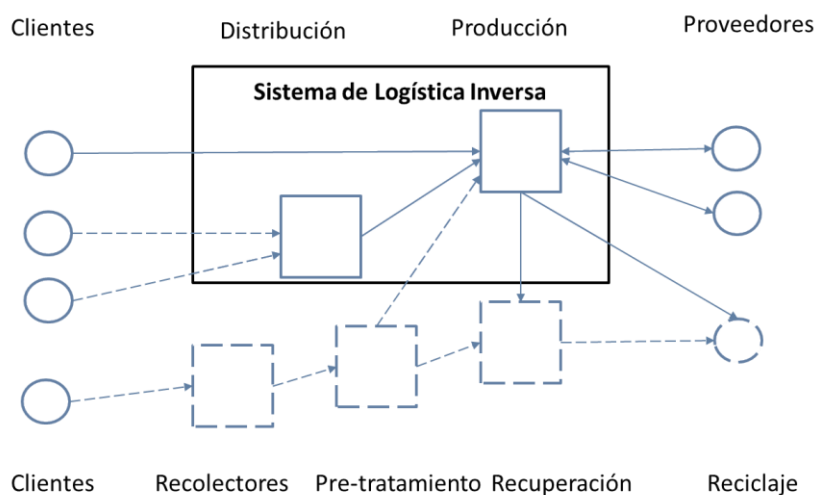 Clientes
Distribución
Producción
Proveedores
Sistema de Logística Inversa
Clientes
Recolectores
Pre-tratamiento
Recuperación
Reciclaje